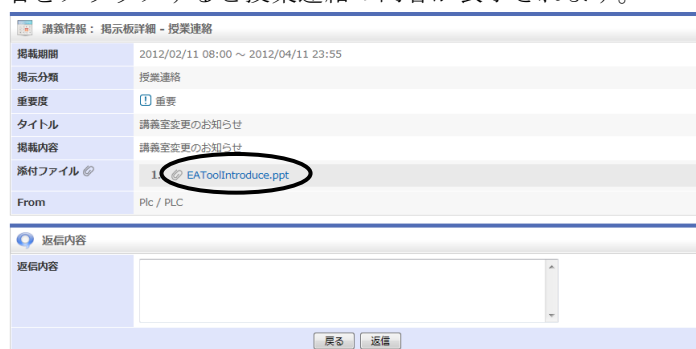 講義情報： 掲示板詳細 - 授業連絡
掲載期間 2012/02/11 08:00 ～ 2012/04/11 23:55
掲示分類 授業連絡
重要度 重要
タイトル 講義室変更のお知らせ
掲載内容 講義室変更のお知らせ
添付ファイル 1. EAToolIntroduce.ppt
From Plc / PLC
返信内容
返信内容
戻る 返信